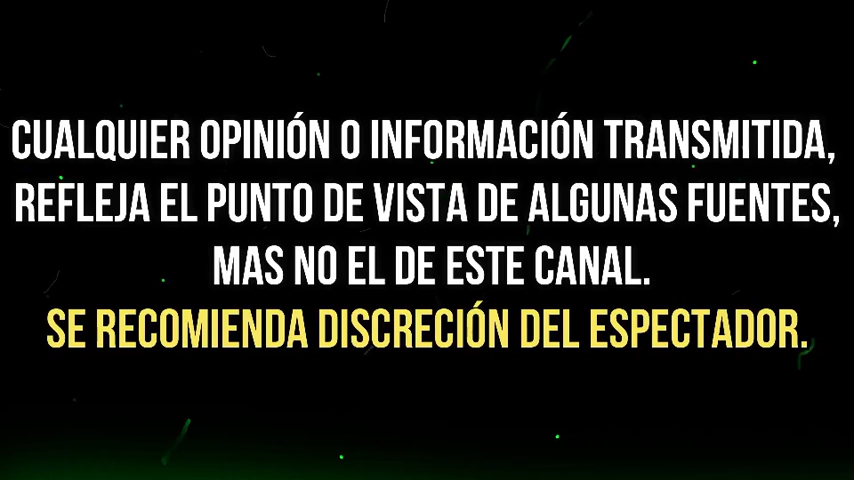 CUALQUIER OPINIÓN O INFORMACIÓN TRANSMITIDA,
REFLEJA EL PUNTO DE VISTA DE ALGUNAS FUENTES,
MAS NO EL DE ESTE CANAL.
SE RECOMIENDA DISCRECIÓN DEL ESPECTADOR.